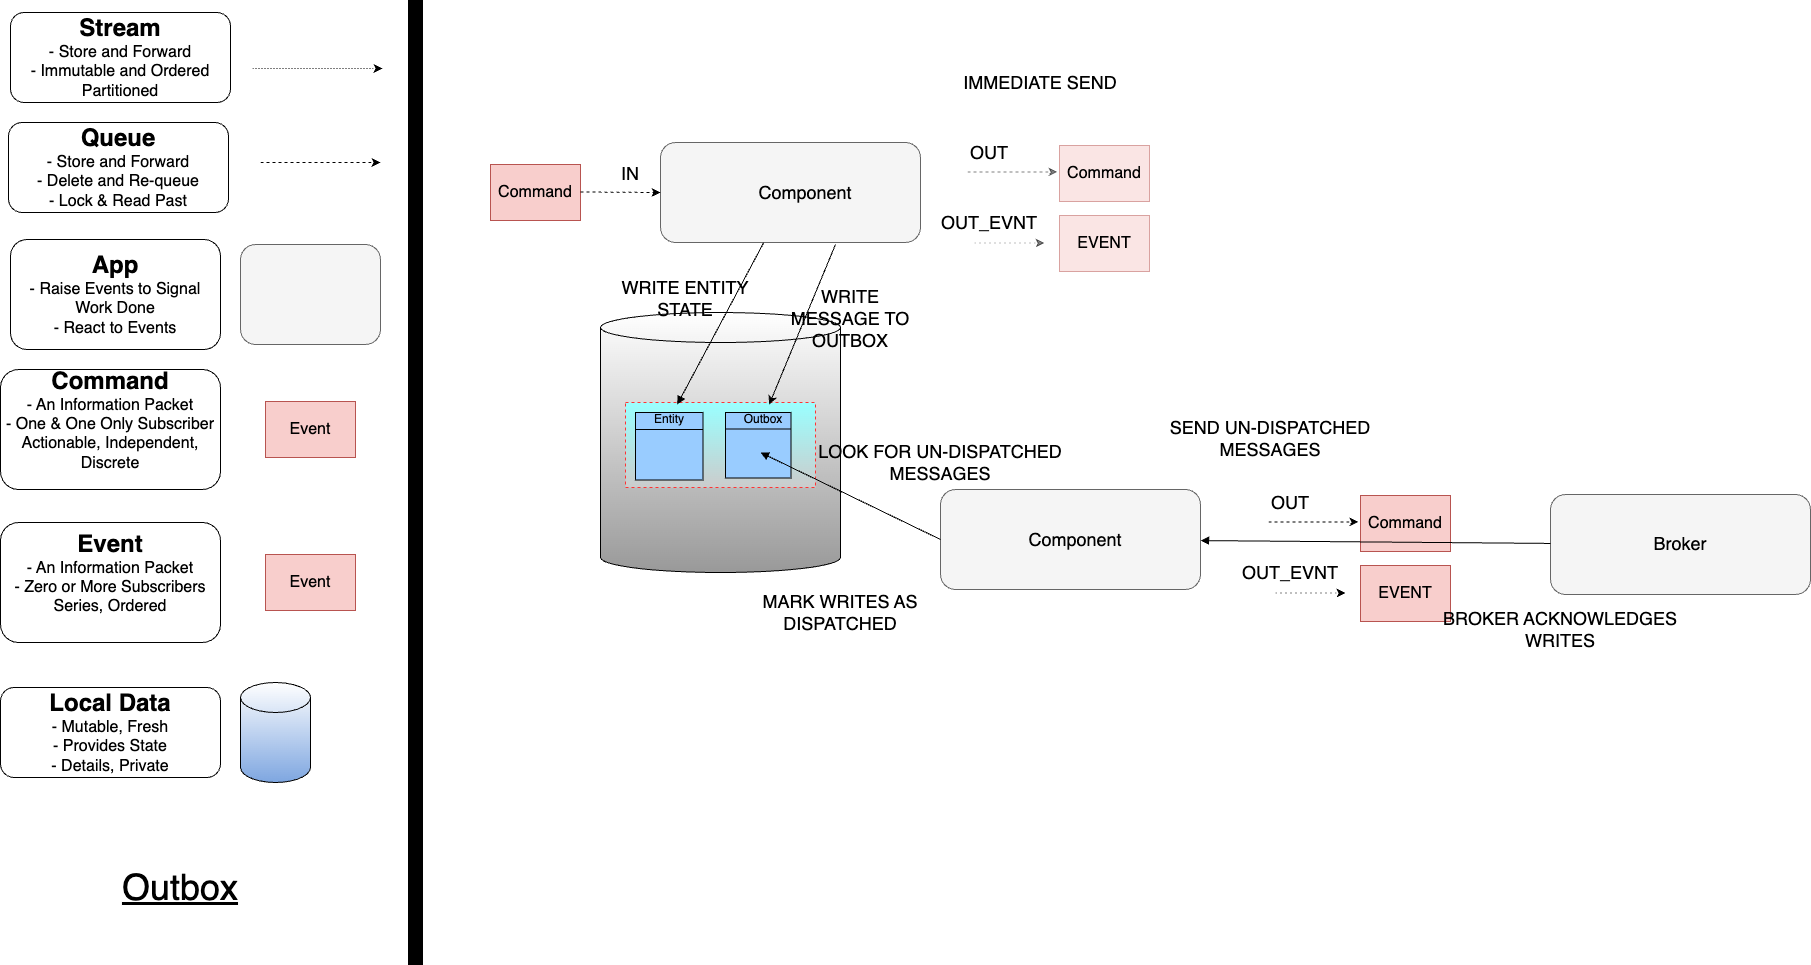 Stream
- Store and Forward
- Immutable and Ordered
Partitioned
Queue
- Store and Forward
- Delete and Re-queue
- Lock & Read Past
App
- Raise Events to Signal
Work Done
- React to Events
Command
- An Information Packet
- One & One Only Subscriber
Actionable, Independent,
Discrete
Event
Event
- An Information Packet
- Zero or More Subscribers
Series, Ordered
Event
Local Data
- Mutable, Fresh
- Provides State
- Details, Private
Outbox
IMMEDIATE SEND
Command
IN
Component
OUT
Command
OUT_EVNT
EVENT
WRITE ENTITY
STATE
WRITE
MESSAGE TO
OUTBOX
Entity
Outbox
LOOK FOR UN-DISPATCHED
MESSAGES
SEND UN-DISPATCHED
MESSAGES
Component
OUT
Command
OUT_EVNT
EVENT
Broker
BROKER ACKNOWLEDGES
WRITES
MARK WRITES AS
DISPATCHED